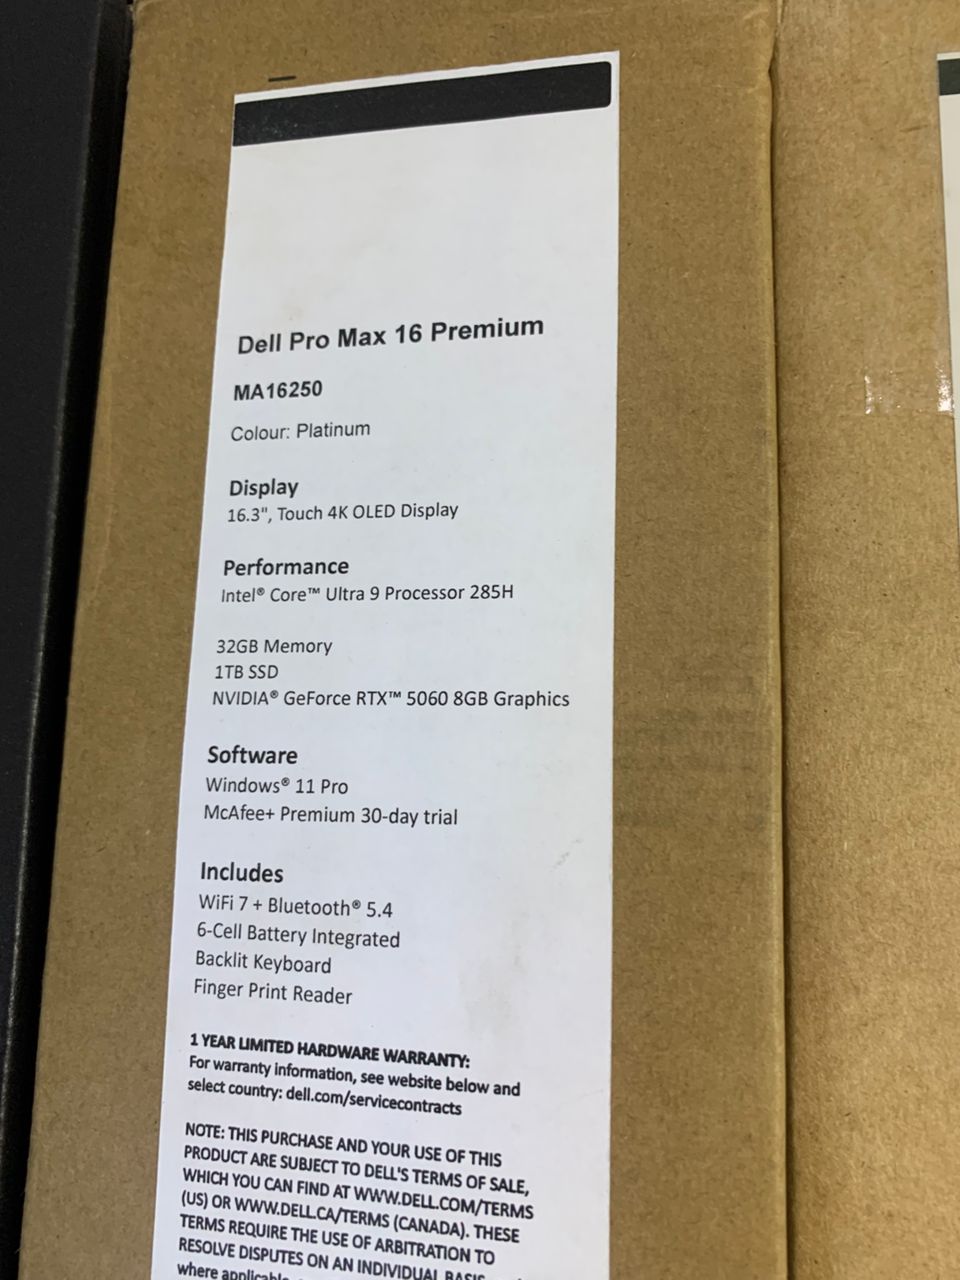 Dell Pro Max 16 Premium
MA16250
Colour: Platinum
Display
16.3", Touch 4K OLED Display
Performance
Intel® Core™ Ultra 9 Processor 285H
32GB Memory
1TB SSD
NVIDIA® GeForce RTX™ 5060 8GB Graphics
Software
Windows® 11 Pro
McAfee+ Premium 30-day trial
Includes
WiFi 7 + Bluetooth® 5.4
6-Cell Battery Integrated
Backlit Keyboard
Finger Print Reader
1 YEAR LIMITED HARDWARE WARRANTY:
For warranty information, see website below and
select country: dell.com/servicecontracts
NOTE: THIS PURCHASE AND YOUR USE OF THIS
PRODUCT ARE SUBJECT TO DELL'S TERMS OF SALE,
WHICH YOU CAN FIND AT WWW.DELL.COM/TERMS
(US) OR WWW.DELL.CA/TERMS (CANADA). THESE
TERMS REQUIRE THE USE OF ARBITRATION TO
RESOLVE DISPUTES ON AN INDIVIDUAL BASIS
where